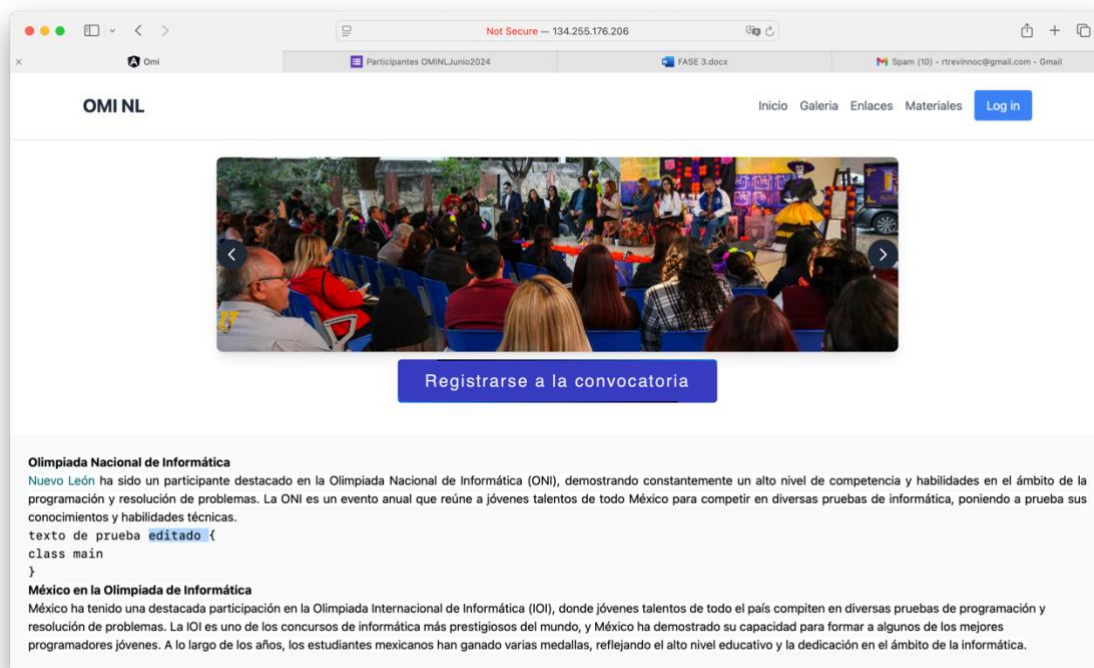 Not Secure — 134.255.176.206
Omi
Participantes OMINLJunio2024
FASE 3.docx
Spam (10) - rtrevinnoc@gmail.com - Gmail
OMI NL
Inicio Galeria Enlaces Materiales Log in
Registrarse a la convocatoria
Olimpiada Nacional de Informática
Nuevo León ha sido un participante destacado en la Olimpiada Nacional de Informática (ONI), demostrando constantemente un alto nivel de competencia y habilidades en el ámbito de la
programación y resolución de problemas. La ONI es un evento anual que reúne a jóvenes talentos de todo México para competir en diversas pruebas de informática, poniendo a prueba sus
conocimientos y habilidades técnicas.
texto de prueba editado {
class main
}
México en la Olimpiada de Informática
México ha tenido una destacada participación en la Olimpiada Internacional de Informática (IOI), donde jóvenes talentos de todo el país compiten en diversas pruebas de programación y
resolución de problemas. La IOI es uno de los concursos de informática más prestigiosos del mundo, y México ha demostrado su capacidad para formar a algunos de los mejores
programadores jóvenes. A lo largo de los años, los estudiantes mexicanos han ganado varias medallas, reflejando el alto nivel educativo y la dedicación en el ámbito de la informática.